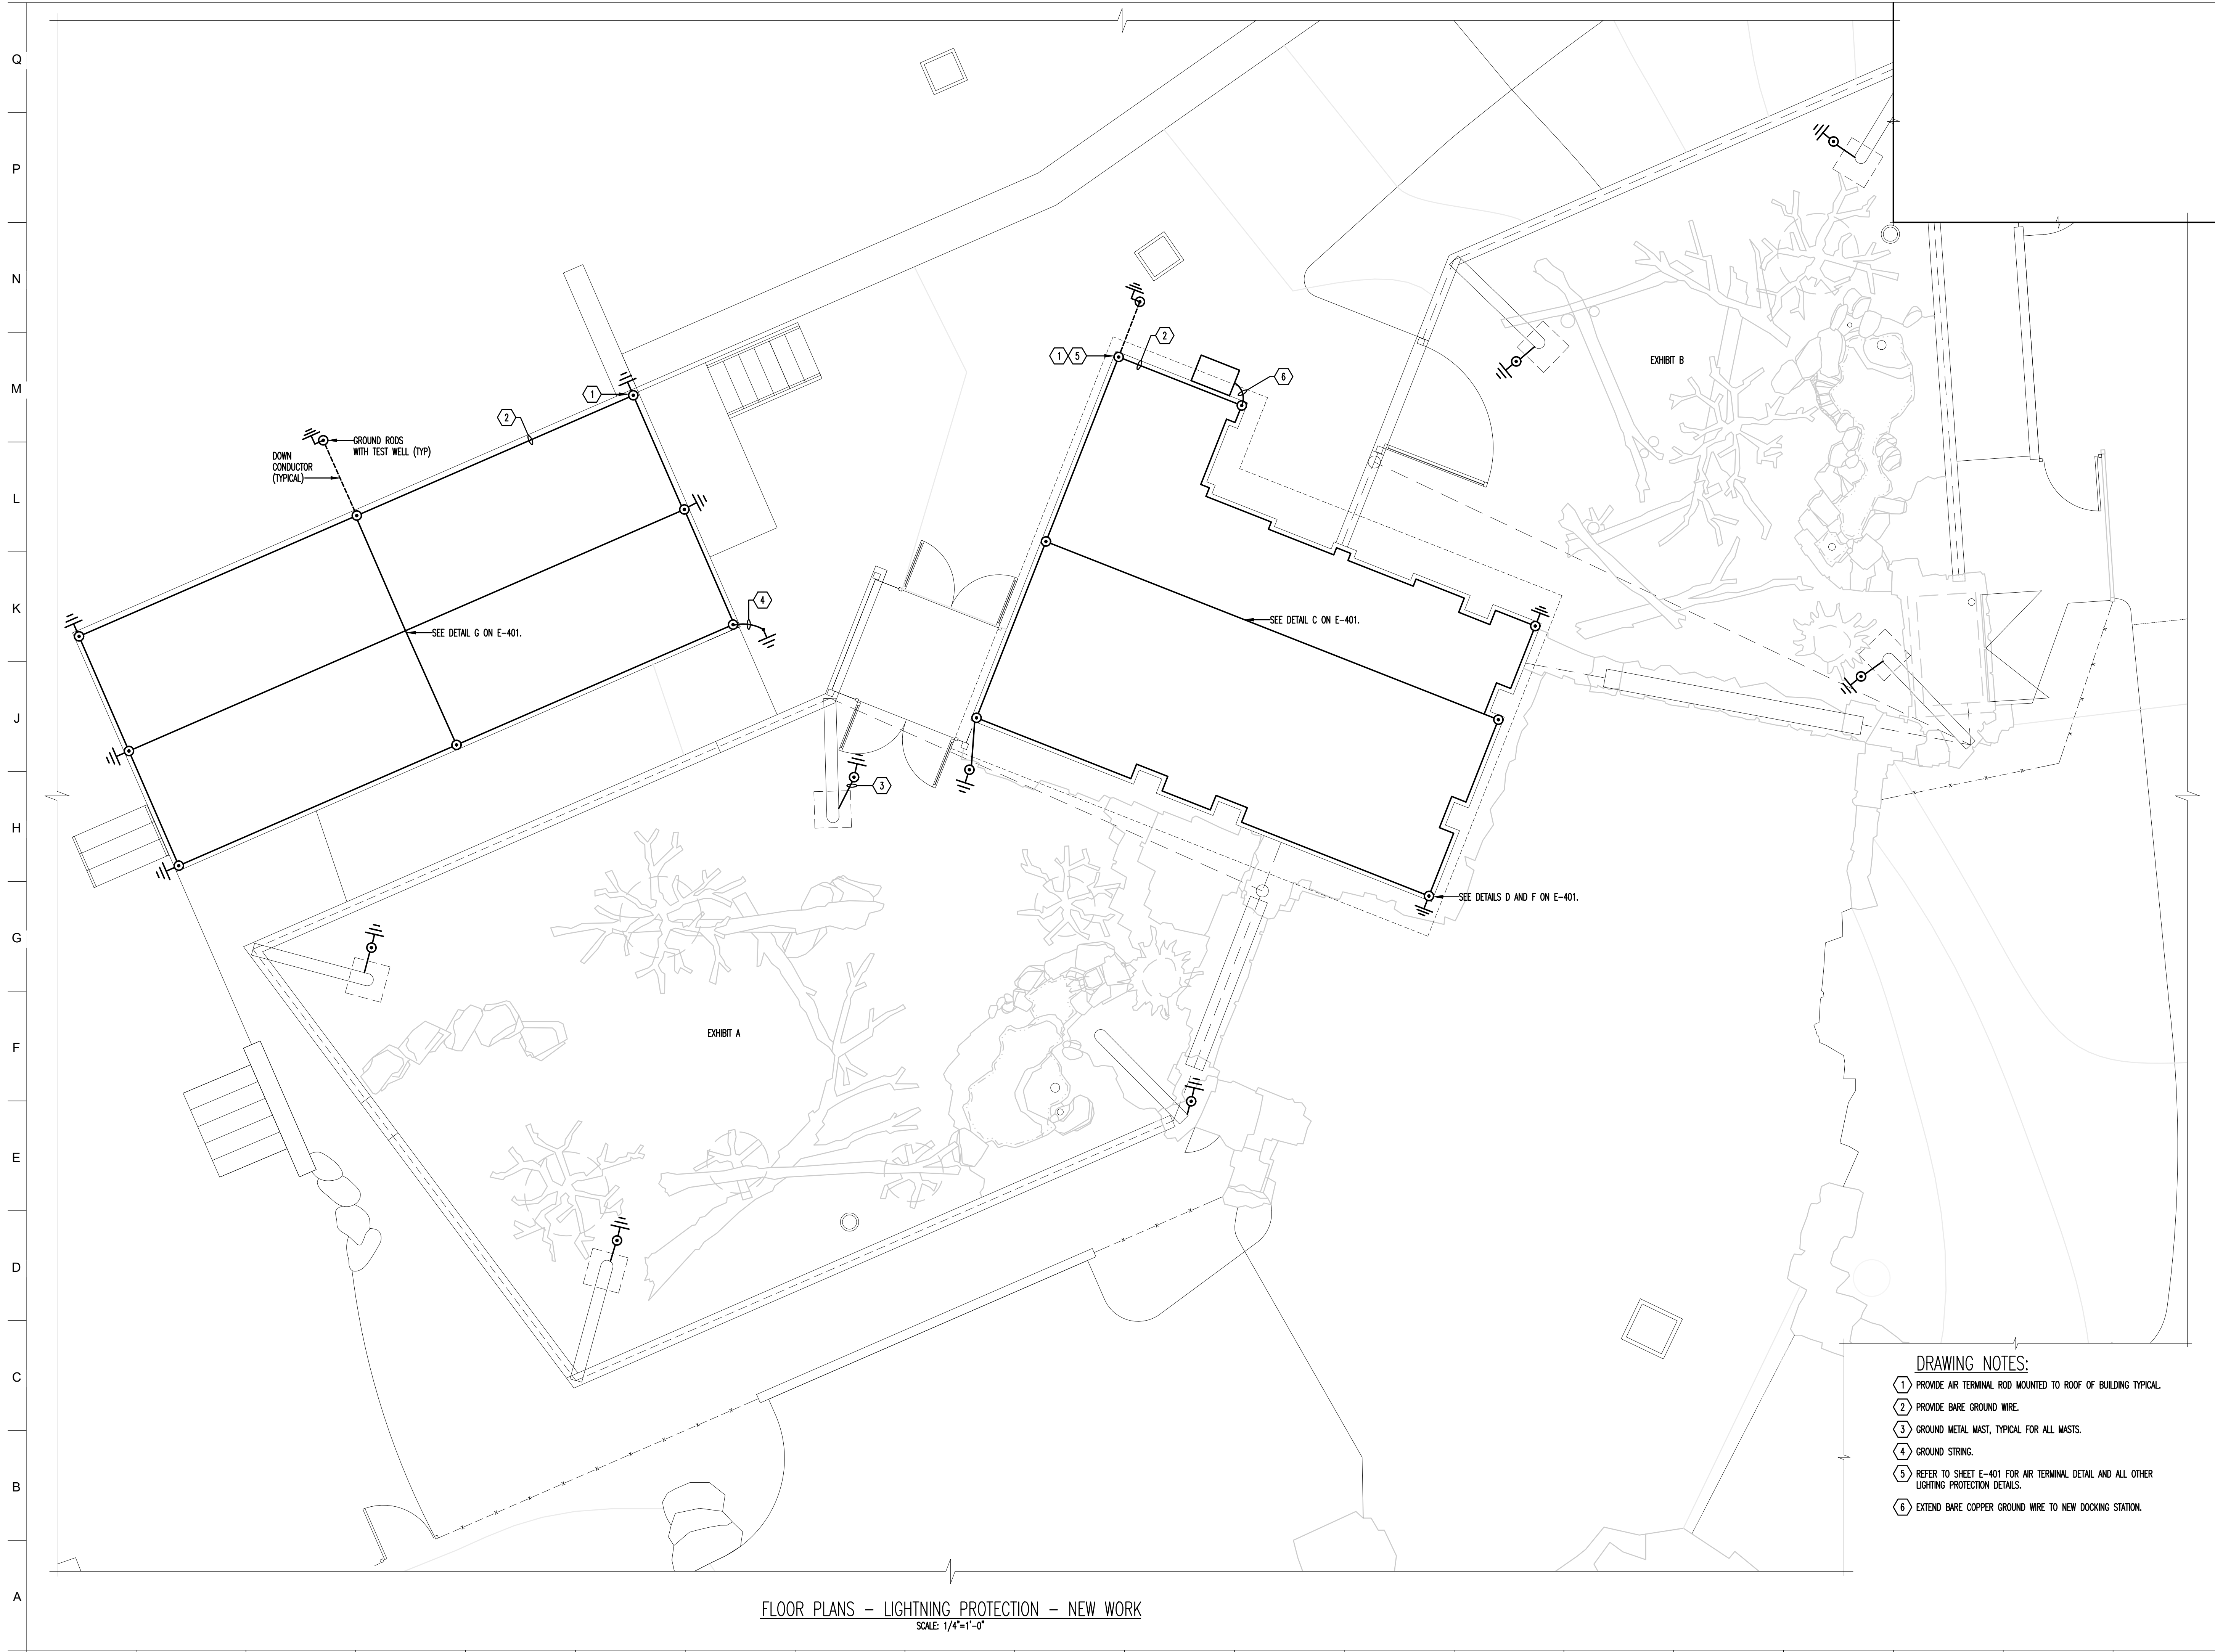 Q
P
N
M
L
K
J
H
G
F
E
D
C
B
A
1
2
GROUND RODS
WITH TEST WELL (TYP)
DOWN
CONDUCTOR
(TYPICAL)
SEE DETAIL G ON E-401.
4
1 5
2
6
EXHIBIT B
SEE DETAIL C ON E-401.
3
SEE DETAILS D AND F ON E-401.
EXHIBIT A
DRAWING NOTES:
1 PROVIDE AIR TERMINAL ROD MOUNTED TO ROOF OF BUILDING TYPICAL.
2 PROVIDE BARE GROUND WIRE.
3 GROUND METAL MAST, TYPICAL FOR ALL MASTS.
4 GROUND STRING.
5 REFER TO SHEET E-401 FOR AIR TERMINAL DETAIL AND ALL OTHER
LIGHTING PROTECTION DETAILS.
6 EXTEND BARE COPPER GROUND WIRE TO NEW DOCKING STATION.
FLOOR PLANS - LIGHTNING PROTECTION - NEW WORK
SCALE: 1/4"=1'-0"